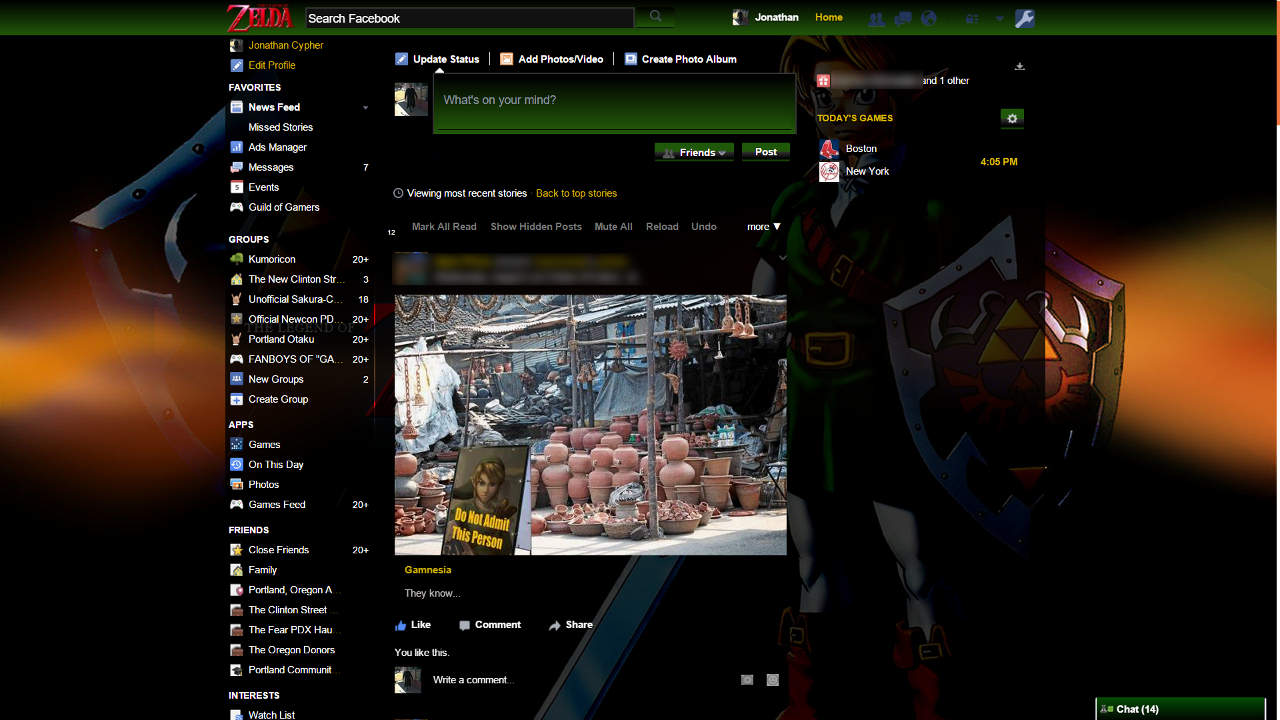 ZELDA
Search Facebook
Jonathan
Home
Jonathan Cypher
Edit Profile
FAVORITES
News Feed
Missed Stories
Ads Manager
Messages 7
Events
Guild of Gamers
GROUPS
Kumoricon 20+
The New Clinton Str... 3
Unofficial Sakura-C... 18
Official Newcon PD... 20+
THE LEGEND OF
Portland Otaku 20+
FANBOYS OF "GA... 20+
New Groups 2
Create Group
APPS
Games
On This Day
Photos
Games Feed 20+
FRIENDS
Close Friends 20+
Family
Portland, Oregon A...
The Clinton Street ...
The Fear PDX Hau...
The Oregon Donors
Portland Communit...
INTERESTS
Watch List
Update Status
Add Photos/Video
Create Photo Album
What's on your mind?
Friends
Post
Viewing most recent stories Back to top stories
12
Mark All Read Show Hidden Posts Mute All Reload Undo more ▼
Do Not Admit
This Person
Gamnesia
They know...
Like Comment Share
You like this.
Write a comment...
and 1 other
TODAY'S GAMES
Boston
4:05 PM
New York
Chat (14)